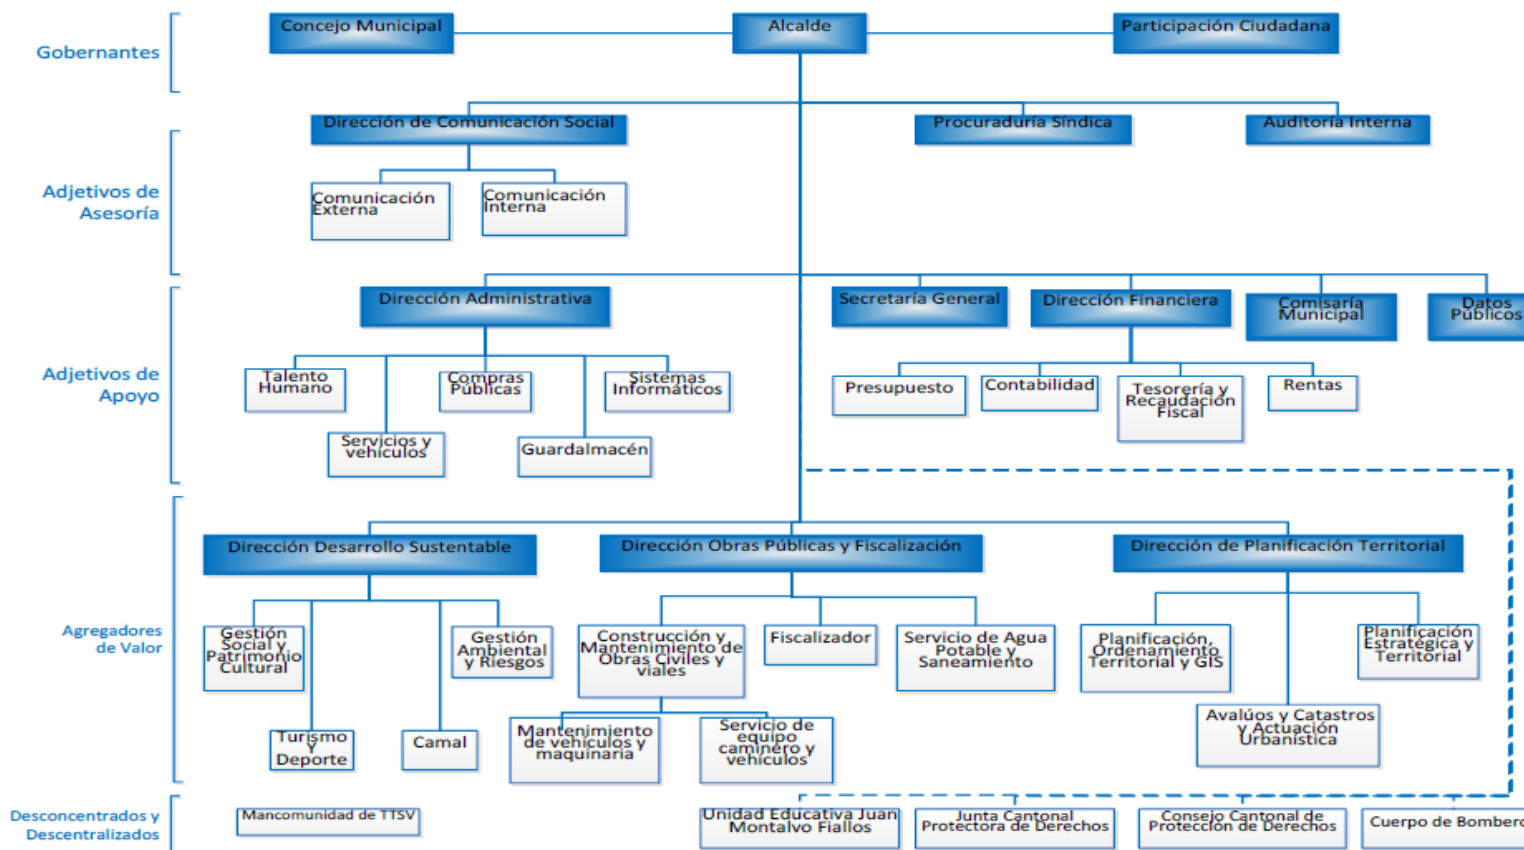 Gobernantes
Concejo Municipal
Alcalde
Participación Ciudadana
Adjetivos de
Asesoría
Dirección de Comunicación Social
Procuraduría Síndica
Auditoría Interna
Comunicación
Externa
Comunicación
Interna
Adjetivos de
Apoyo
Dirección Administrativa
Secretaría General
Dirección Financiera
Comisaría
Municipal
Datos
Públicos
Talento
Humano
Compras
Públicas
Sistemas
Informáticos
Servicios y
vehículos
Guardalmacén
Presupuesto
Contabilidad
Tesorería y
Recaudación
Fiscal
Rentas
Agregadores
de Valor
Dirección Desarrollo Sustentable
Dirección Obras Públicas y Fiscalización
Dirección de Planificación Territorial
Gestión
Social y
Patrimonio
Cultural
Gestión
Ambiental
y Riesgos
Turismo
y
Deporte
Camal
Construcción y
Mantenimiento de
Obras Civiles y
viales
Fiscalizador
Servicio de Agua
Potable y
Saneamiento
Mantenimiento
de vehículos y
maquinaria
Servicio de
equipo
caminero y
vehículos
Planificación,
Ordenamiento
Territorial y GIS
Planificación
Estratégica y
Territorial
Avalúos y Catastros
y Actuación
Urbanística
Desconcentrados y
Descentralizados
Mancomunidad de TTSV
Unidad Educativa Juan
Montalvo Fiallos
Junta Cantonal
Protectora de Derechos
Consejo Cantonal de
Protección de Derechos
Cuerpo de Bombero